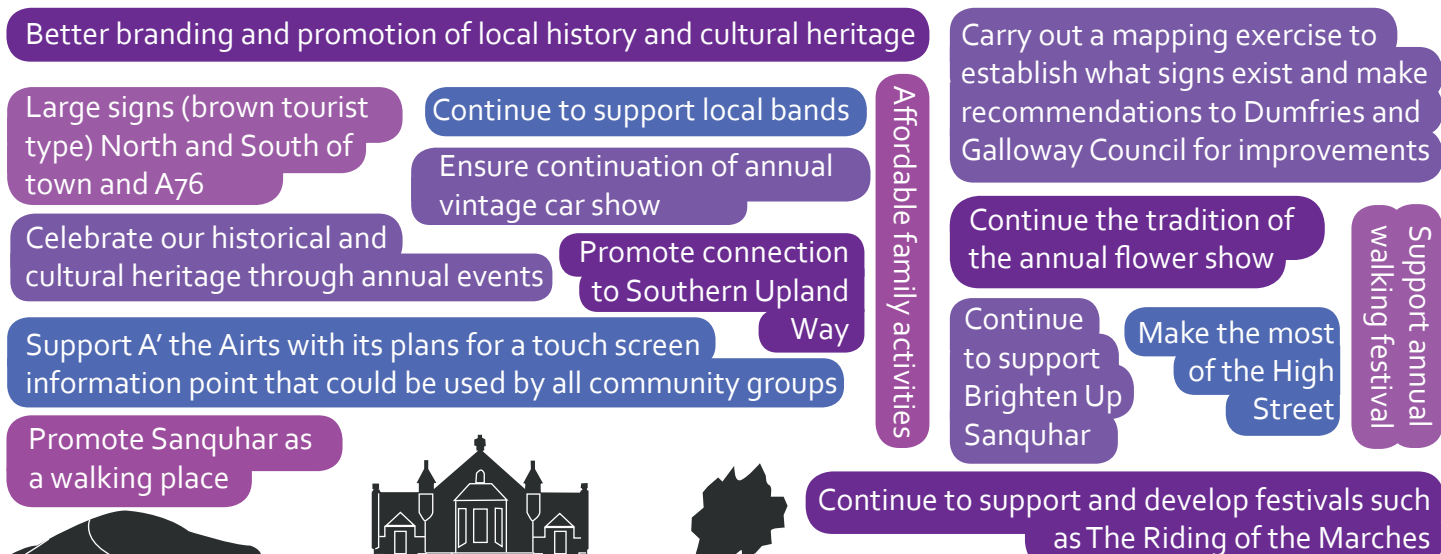 Better branding and promotion of local history and cultural heritage
Large signs (brown tourist
type) North and South of
town and A76
Continue to support local bands
Ensure continuation of annual
vintage car show
Celebrate our historical and
cultural heritage through annual events
Promote connection
to Southern Upland
Way
Support A’ the Airts with its plans for a touch screen
information point that could be used by all community groups
Promote Sanquhar as
a walking place
Affordable family activities
Carry out a mapping exercise to
establish what signs exist and make
recommendations to Dumfries and
Galloway Council for improvements
Continue the tradition of
the annual flower show
Continue
to support
Brighten Up
Sanquhar
Make the most
of the High
Street
Support annual
walking festival
Continue to support and develop festivals such
as The Riding of the Marches